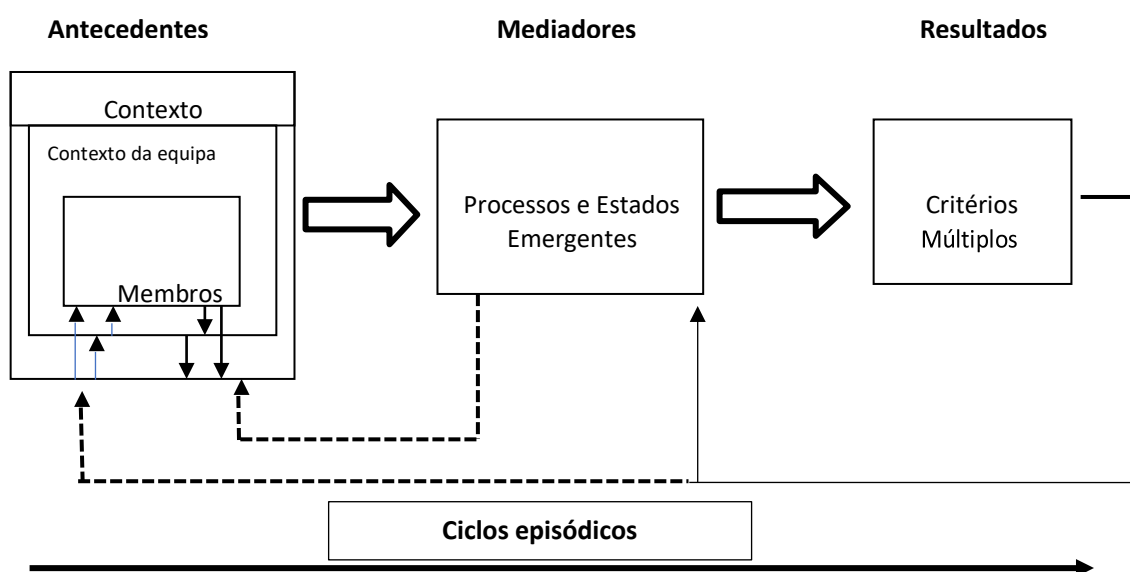 Antecedentes
Mediadores
Resultados
Contexto
Contexto da equipa
Membros
Processos e Estados
Emergentes
Critérios
Múltiplos
Ciclos episódicos